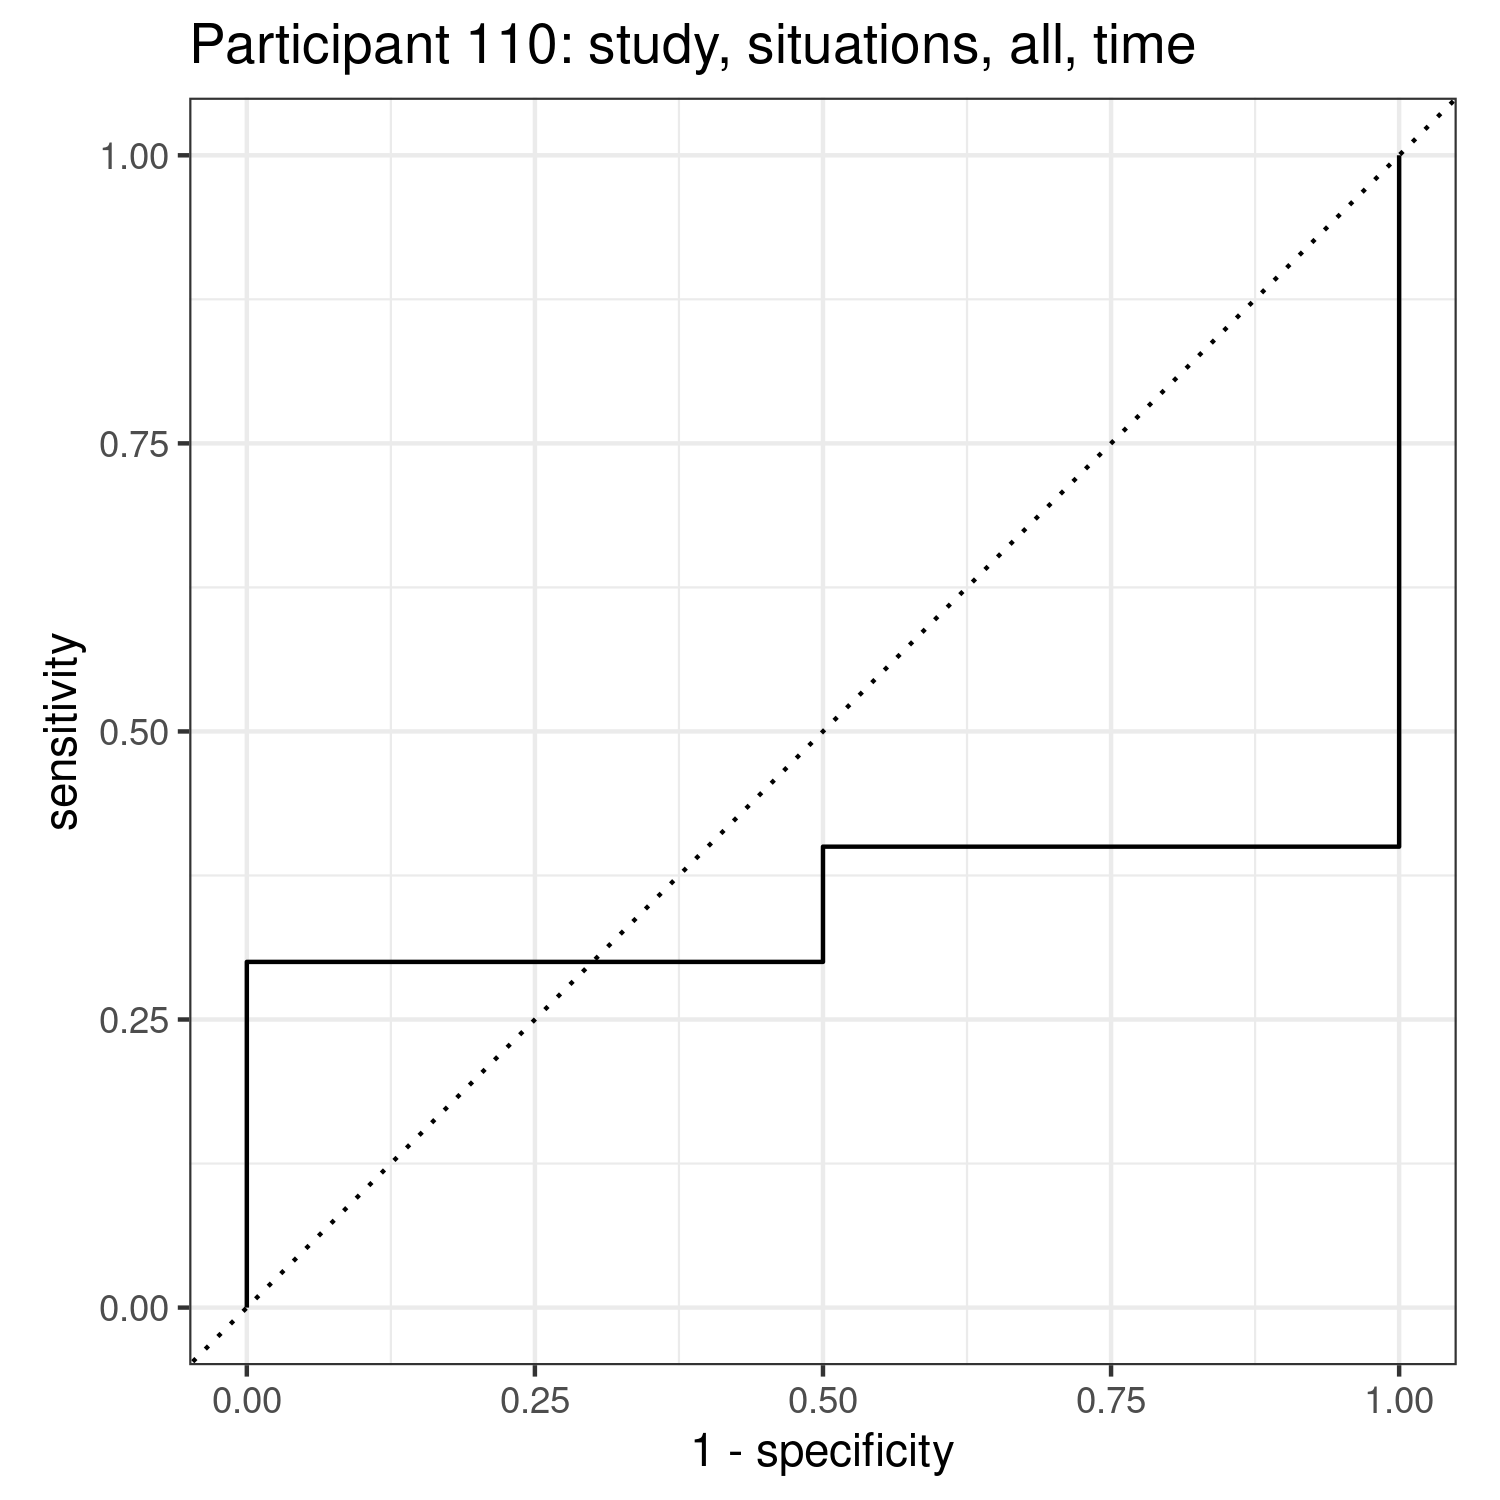 Participant 110: study, situations, all, time
1.00
0.75
0.50
0.25
0.00
sensitivity
0.00 0.25 0.50 0.75 1.00
1 - specificity